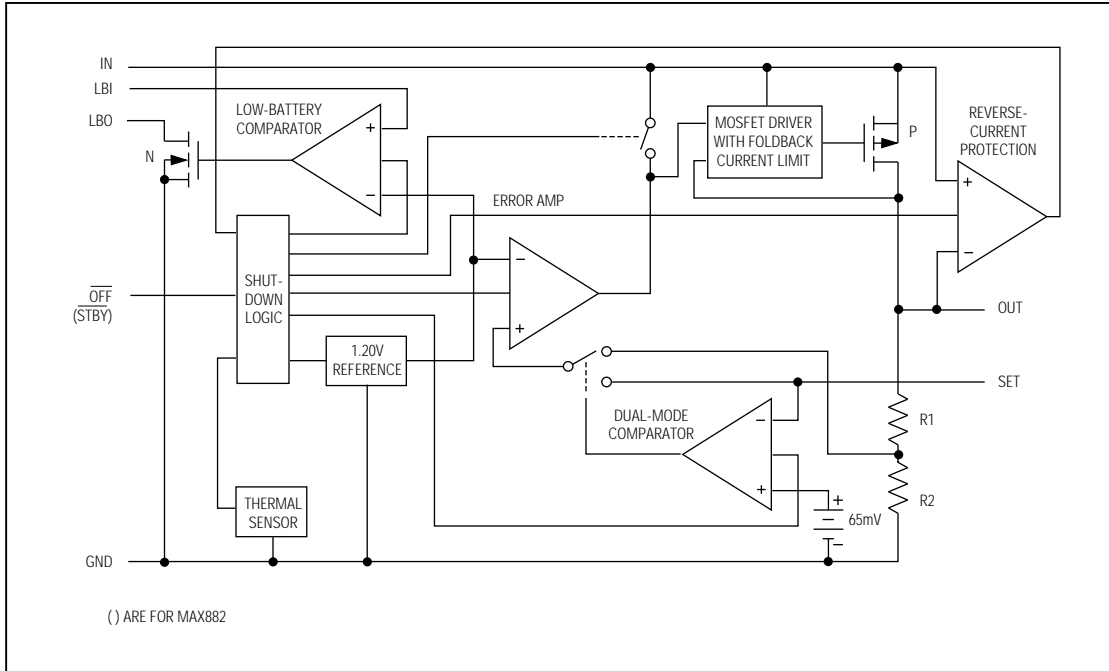 IN
LBI
LBO
LOW-BATTERY
COMPARATOR
+
−
N
MOSFET DRIVER
WITH FOLDBACK
CURRENT LIMIT
P
REVERSE-
CURRENT
PROTECTION
+
−
ERROR AMP
−
+
OFF
(STBY)
SHUT-
DOWN
LOGIC
1.20V
REFERENCE
OUT
SET
DUAL-MODE
COMPARATOR
−
+
R1
R2
+
−
65mV
THERMAL
SENSOR
GND
( ) ARE FOR MAX882